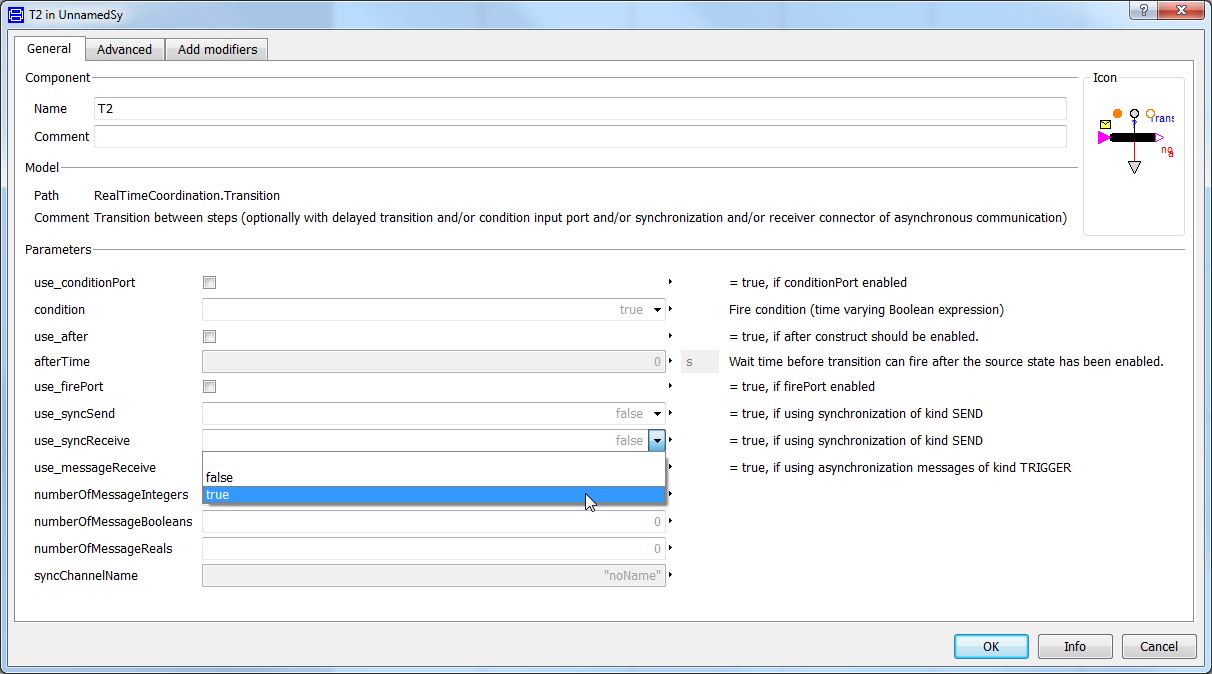 T2 in UnnamedSy
?
General Advanced Add modifiers
Component
Icon
Name T2
Comment
Trans
?
no
a
Model
Path RealTimeCoordination.Transition
Comment Transition between steps (optionally with delayed transition and/or condition input port and/or synchronization and/or receiver connector of asynchronous communication)
Parameters
use_conditionPort = true, if conditionPort enabled
condition true Fire condition (time varying Boolean expression)
use_after = true, if after construct should be enabled.
afterTime 0 s Wait time before transition can fire after the source state has been enabled.
use_firePort = true, if firePort enabled
use_syncSend false = true, if using synchronization of kind SEND
use_syncReceive false = true, if using synchronization of kind SEND
use_messageReceive = true, if using asynchronization messages of kind TRIGGER
false
numberOfMessageIntegers true
numberOfMessageBooleans 0
numberOfMessageReals 0
syncChannelName "noName"
OK Info Cancel